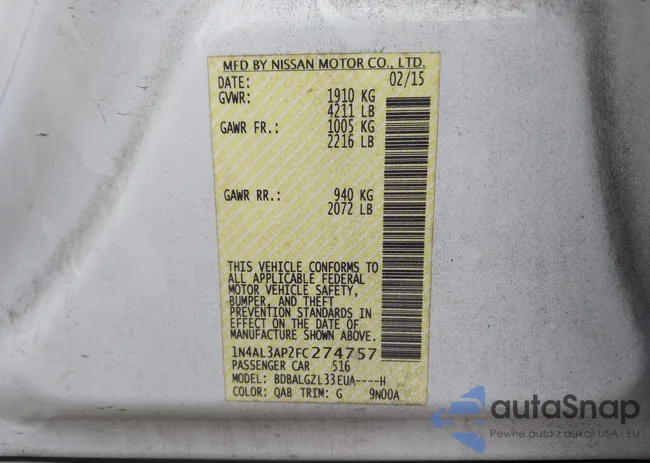 MFD BY NISSAN MOTOR CO., LTD.
DATE: 02/15
GVWR: 1910 KG
4211 LB
GAWR FR.: 1005 KG
2216 LB
GAWR RR.: 940 KG
2072 LB
THIS VEHICLE CONFORMS TO
ALL APPLICABLE FEDERAL
MOTOR VEHICLE SAFETY,
BUMPER, AND THEFT
PREVENTION STANDARDS IN
EFFECT ON THE DATE OF
MANUFACTURE SHOWN ABOVE.
1N4AL3AP2FC274757
PASSENGER CAR 516
MODEL: BDBALGZL33EUA----H
COLOR: QAB TRIM: G 9N00A
autaSnap
Pewne auto z aukcji USA i EU